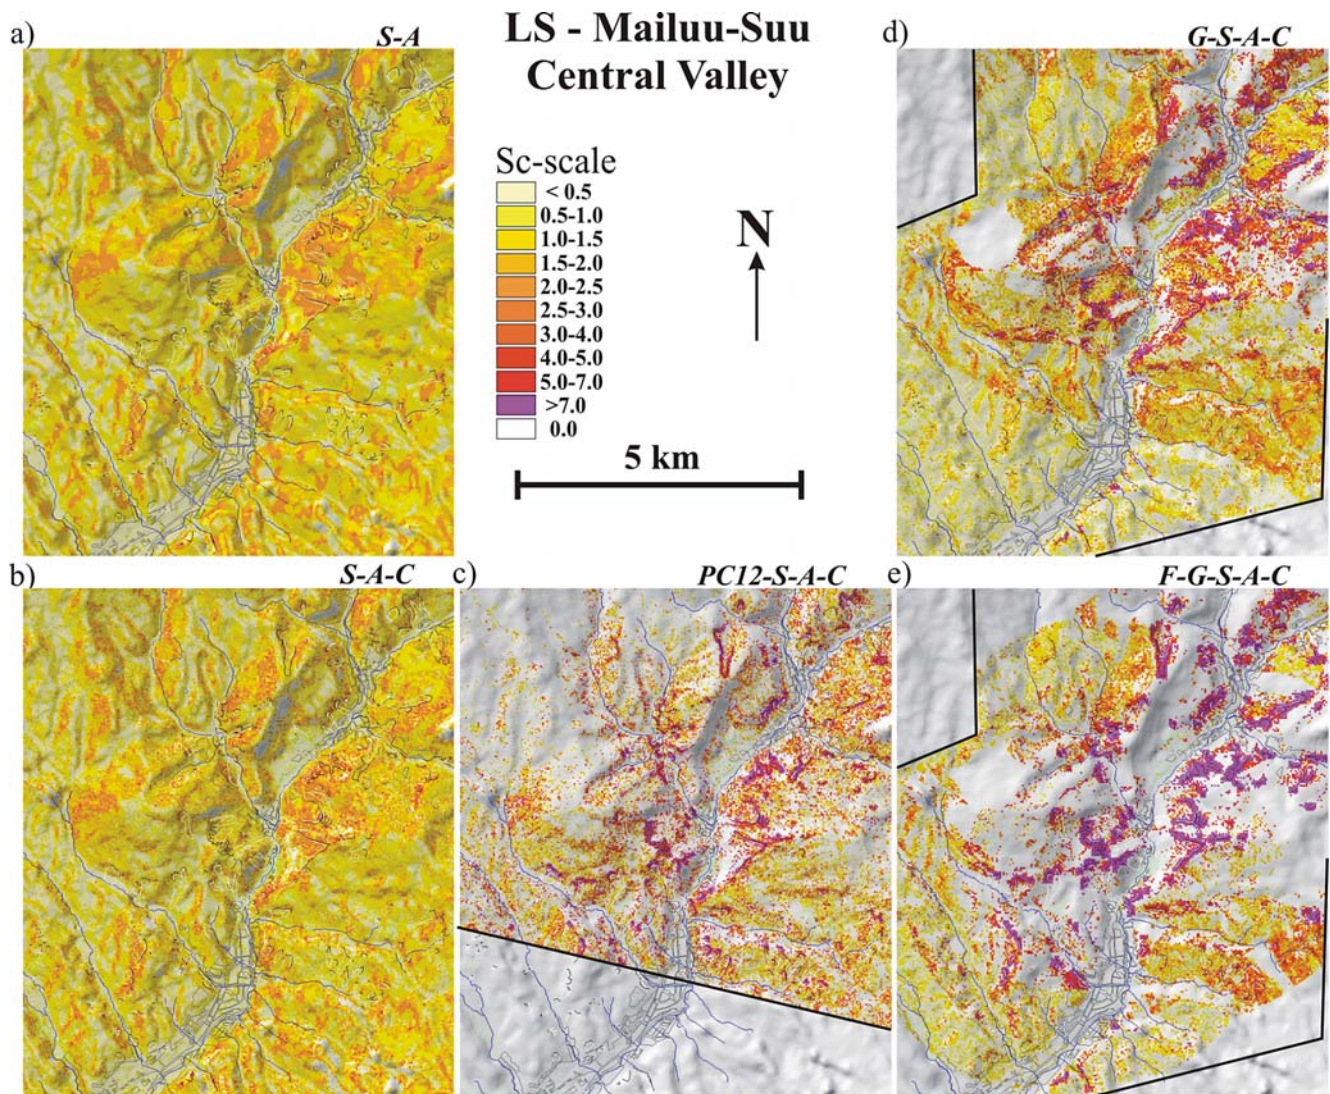 a)
S-A
LS - Mailuu-Suu
Central Valley
d)
G-S-A-C
Sc-scale
< 0.5
0.5-1.0
1.0-1.5
1.5-2.0
2.0-2.5
2.5-3.0
3.0-4.0
4.0-5.0
5.0-7.0
>7.0
0.0
N
5 km
b)
S-A-C
c)
PC12-S-A-C
e)
F-G-S-A-C